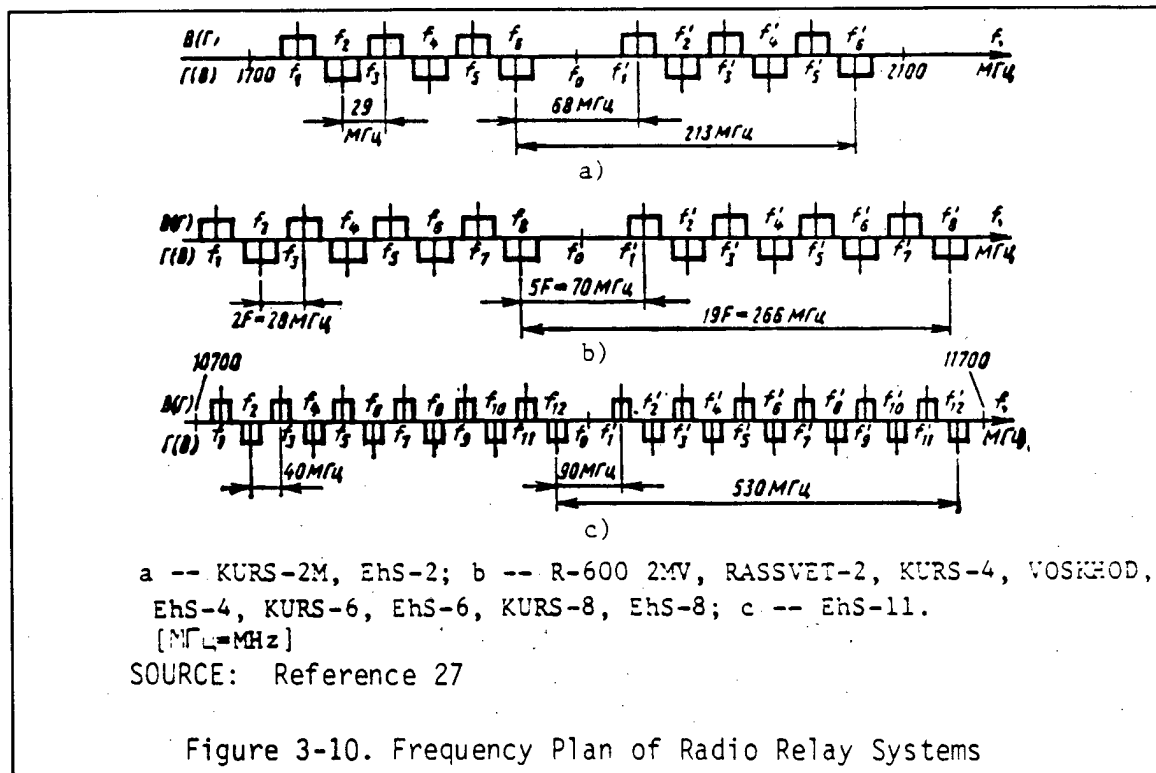 В(Г) f₂ f₄ f₆ f₂′ f₄′ f₆′ f,
Г(В) 1700 f₁ f₃ f₅ f₀ f₁′ f₃′ f₅′ 2100 МГц
29 МГц
68 МГц
213 МГц
a)
В(Г) f₂ f₄ f₆ f₈ f₂′ f₄′ f₆′ f₈′ f,
Г(В) f₁ f₃ f₅ f₇ f₀ f₁′ f₃′ f₅′ f₇′ МГц
2F=28МГц
5F=70 МГц
19F=266 МГц
b)
10700 11700
В(Г) f₂ f₄ f₆ f₈ f₁₀ f₁₂ f₂′ f₄′ f₆′ f₈′ f₁₀′ f₁₂′ f,
Г(В) f₁ f₃ f₅ f₇ f₉ f₁₁ f₀ f₁′ f₃′ f₅′ f₇′ f₉′ f₁₁′ МГц
40МГц
90МГц
530 МГц
c)
a -- KURS-2M, EhS-2; b -- R-600 2MV, RASSVET-2, KURS-4, VOSKHOD,
EhS-4, KURS-6, EhS-6, KURS-8, EhS-8; c -- EhS-11.
[МГц=MHz]
SOURCE: Reference 27
Figure 3-10. Frequency Plan of Radio Relay Systems